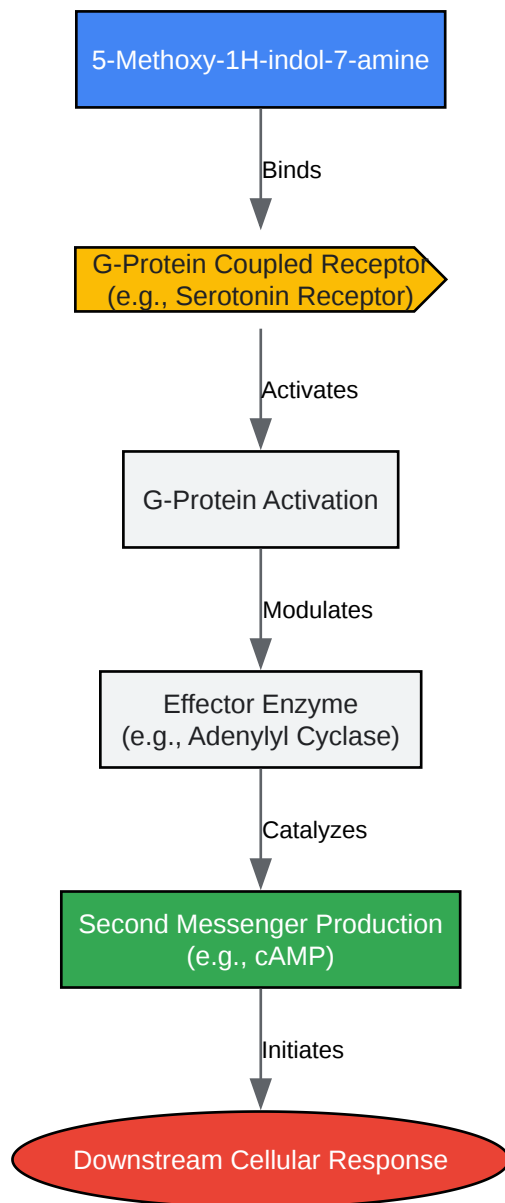 5-Methoxy-1H-indol-7-amine
Binds
G-Protein Coupled Receptor
(e.g., Serotonin Receptor)
Activates
G-Protein Activation
Modulates
Effector Enzyme
(e.g., Adenylyl Cyclase)
Catalyzes
Second Messenger Production
(e.g., cAMP)
Initiates
Downstream Cellular Response